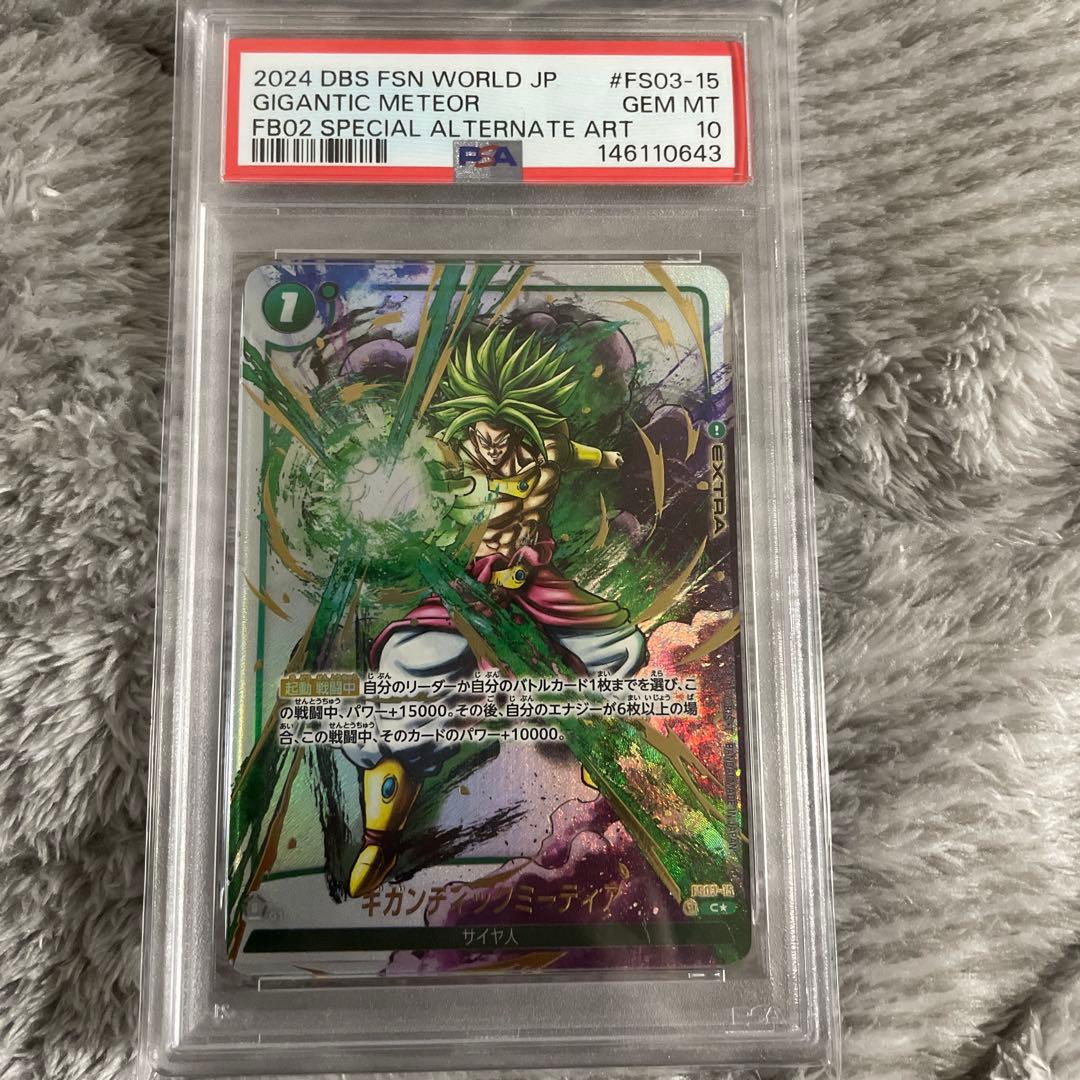 2024 DBS FSN WORLD JP #FS03-15
GIGANTIC METEOR GEM MT
FB02 SPECIAL ALTERNATE ART 10
PSA 146110643
1
EXTRA
起動 戦闘中 自分のリーダーか自分のバトルカード1枚までを選び、こ
の戦闘中、パワー+15000。その後、自分のエナジーが6枚以上の場
合、この戦闘中、そのカードのパワー+10000。
FS03-15
C★
ギガンティックミーティア
サイヤ人